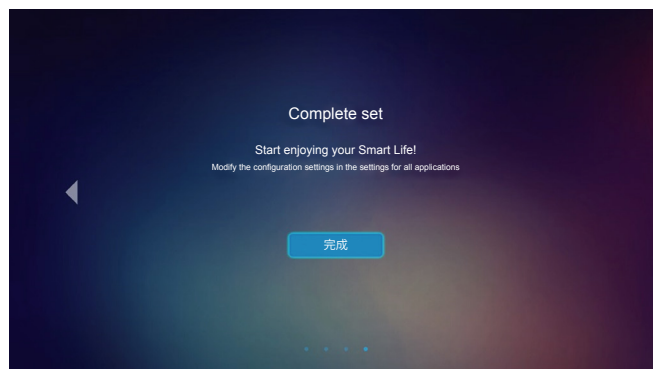 Complete set
Start enjoying your Smart Life!
Modify the configuration settings in the settings for all applications
完成